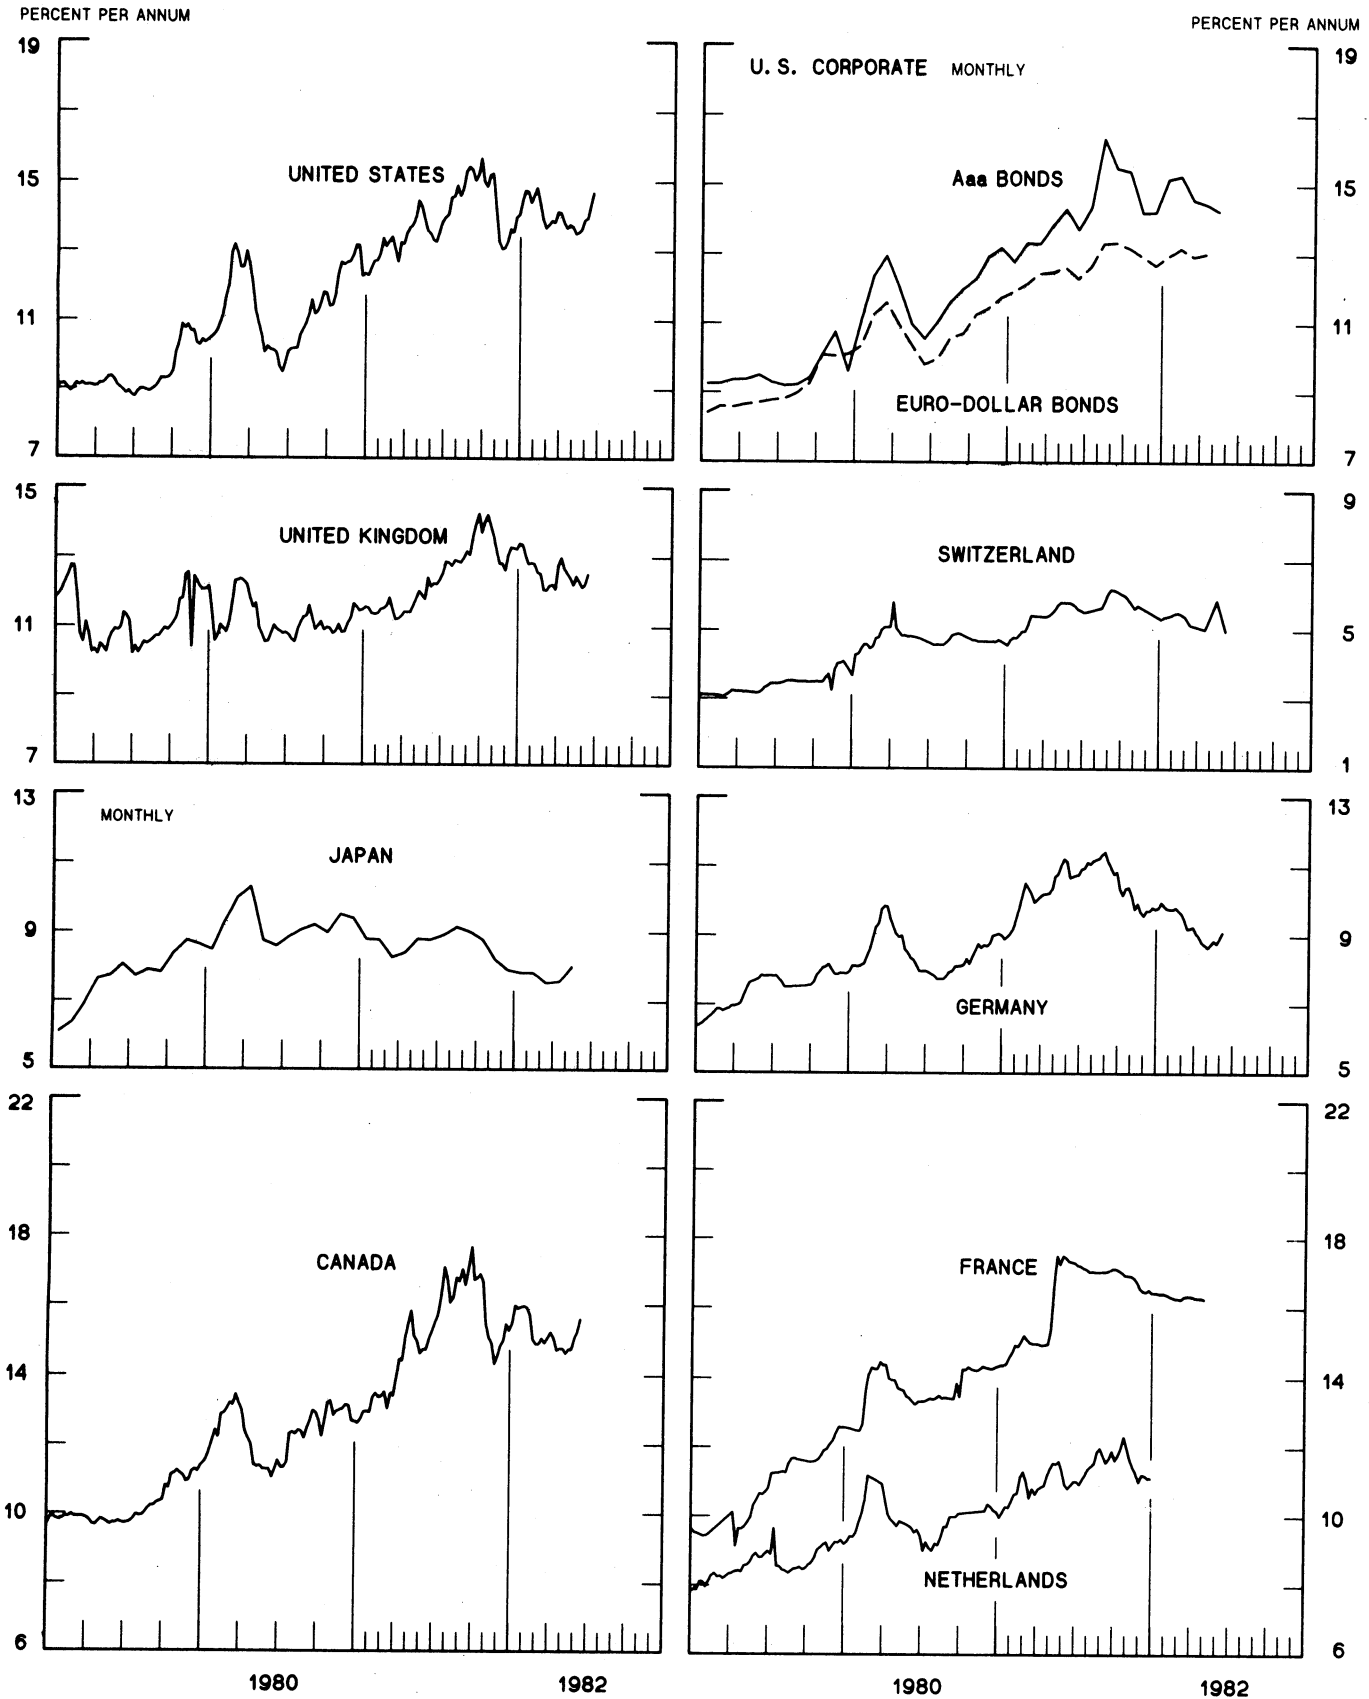 PERCENT PER ANNUM
PERCENT PER ANNUM
19
15
11
7
UNITED STATES
U. S. CORPORATE MONTHLY
Aaa BONDS
EURO-DOLLAR BONDS
19
15
11
7
15
11
7
UNITED KINGDOM
SWITZERLAND
9
5
1
13
9
5
MONTHLY
JAPAN
GERMANY
13
9
5
22
18
14
10
6
CANADA
FRANCE
NETHERLANDS
22
18
14
10
6
1980
1982
1980
1982